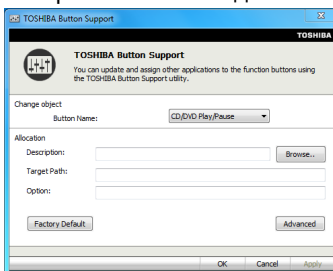 TOSHIBA Button Support
TOSHIBA
TOSHIBA Button Support
You can update and assign other applications to the function buttons using
the TOSHIBA Button Support utility.
Change object
Button Name:
CD/DVD Play/Pause
Allocation
Description:
Browse..
Target Path:
Option:
Factory Default
Advanced
OK
Cancel
Apply